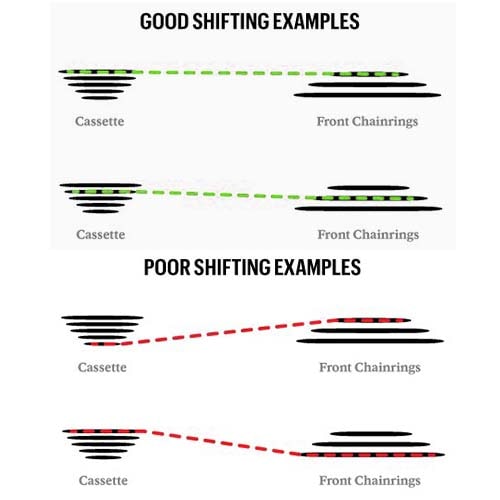 GOOD SHIFTING EXAMPLES
Cassette Front Chainrings
Cassette Front Chainrings
POOR SHIFTING EXAMPLES
Cassette Front Chainrings
Cassette Front Chainrings